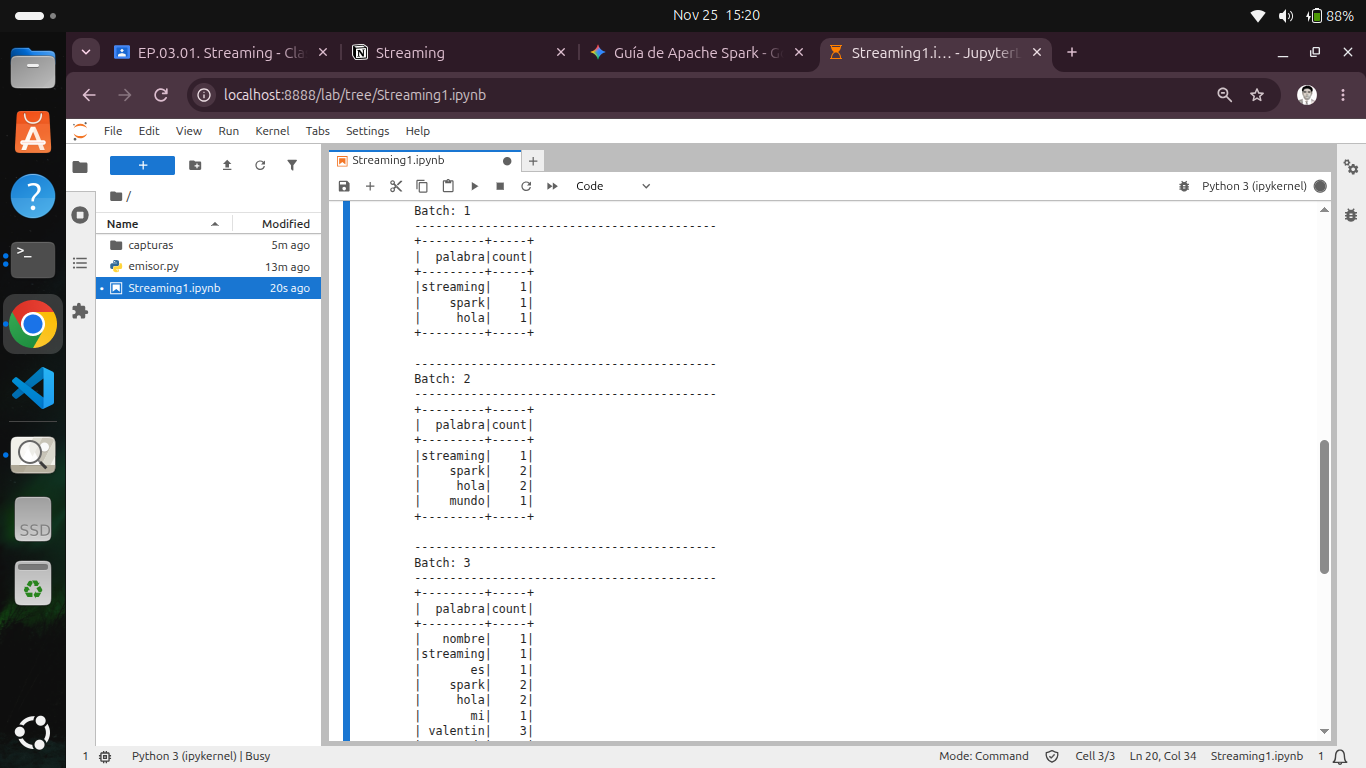 Nov 25 15:20
88%
EP.03.01. Streaming - Cla
Streaming
Guía de Apache Spark - G
Streaming1.i… - JupyterL
localhost:8888/lab/tree/Streaming1.ipynb
File Edit View Run Kernel Tabs Settings Help
Streaming1.ipynb
Code
Python 3 (ipykernel)
/
Name Modified
capturas 5m ago
emisor.py 13m ago
Streaming1.ipynb 20s ago
SSD
Batch: 1
-------------------------------------------
+---------+-----+
|  palabra|count|
+---------+-----+
|streaming|    1|
|    spark|    1|
|     hola|    1|
+---------+-----+
-------------------------------------------
Batch: 2
-------------------------------------------
+---------+-----+
|  palabra|count|
+---------+-----+
|streaming|    1|
|    spark|    2|
|     hola|    2|
|    mundo|    1|
+---------+-----+
-------------------------------------------
Batch: 3
-------------------------------------------
+---------+-----+
|  palabra|count|
+---------+-----+
|   nombre|    1|
|streaming|    1|
|       es|    1|
|    spark|    2|
|     hola|    2|
|       mi|    1|
| valentin|    3|
1
Python 3 (ipykernel) | Busy
Mode: Command
Cell 3/3
Ln 20, Col 34
Streaming1.ipynb
1